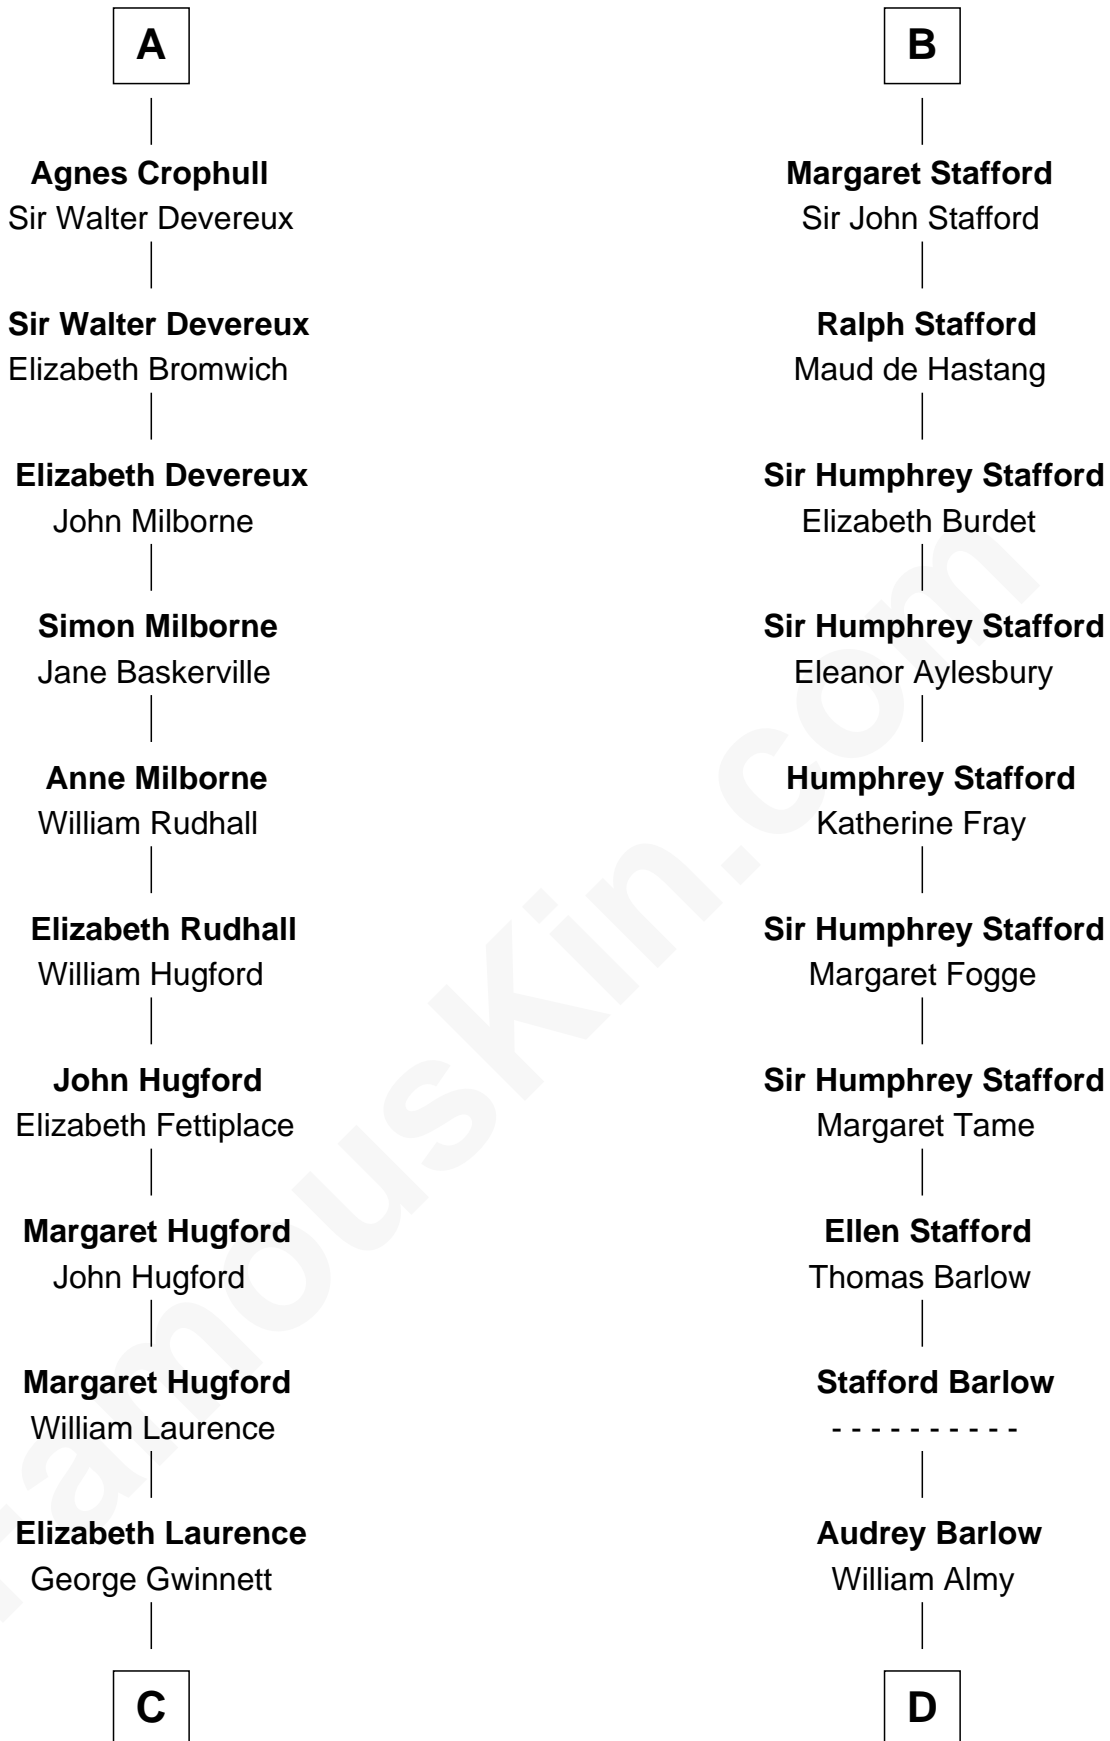 A
Agnes Crophull
Sir Walter Devereux
Sir Walter Devereux
Elizabeth Bromwich
Elizabeth Devereux
John Milborne
Simon Milborne
Jane Baskerville
Anne Milborne
William Rudhall
Elizabeth Rudhall
William Hugford
John Hugford
Elizabeth Fettiplace
Margaret Hugford
John Hugford
Margaret Hugford
William Laurence
Elizabeth Laurence
George Gwinnett
C
B
Margaret Stafford
Sir John Stafford
Ralph Stafford
Maud de Hastang
Sir Humphrey Stafford
Elizabeth Burdet
Sir Humphrey Stafford
Eleanor Aylesbury
Humphrey Stafford
Katherine Fray
Sir Humphrey Stafford
Margaret Fogge
Sir Humphrey Stafford
Margaret Tame
Ellen Stafford
Thomas Barlow
Stafford Barlow
- - - - - - - - - -
Audrey Barlow
William Almy
D
FamousKin.com